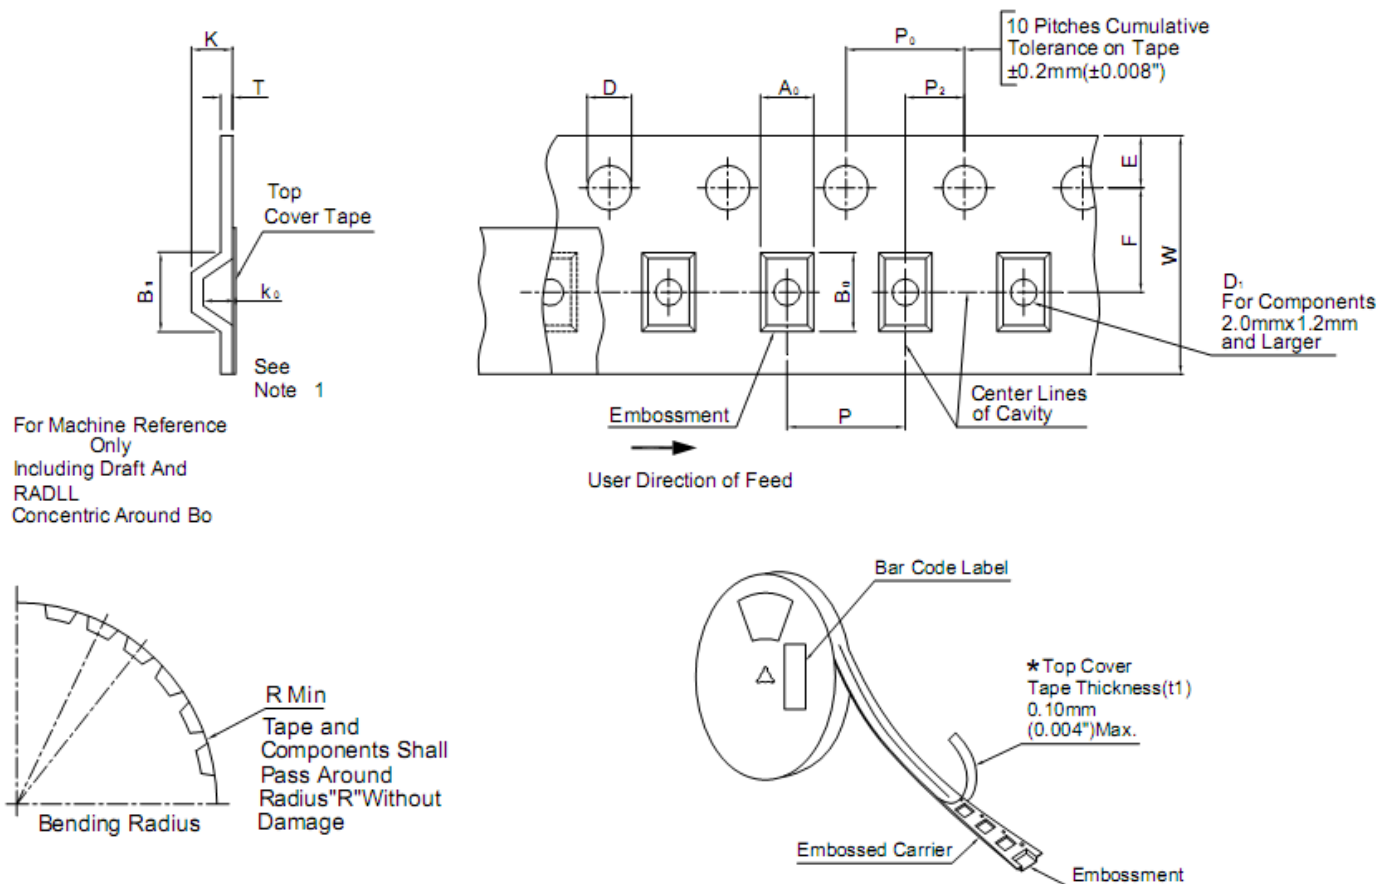 K
T
Top
Cover Tape
B₁
k₀
See
Note 1
For Machine Reference
Only
Including Draft And
RADLL
Concentric Around Bo
D
A₀
P₀
P₂
10 Pitches Cumulative
Tolerance on Tape
±0.2mm(±0.008")
E
F
W
B₀
D₁
For Components
2.0mmx1.2mm
and Larger
Embossment
P
Center Lines
of Cavity
User Direction of Feed
R Min
Tape and
Components Shall
Pass Around
Radius"R"Without
Damage
Bending Radius
Bar Code Label
*Top Cover
Tape Thickness(t1)
0.10mm
(0.004")Max.
Embossed Carrier
Embossment